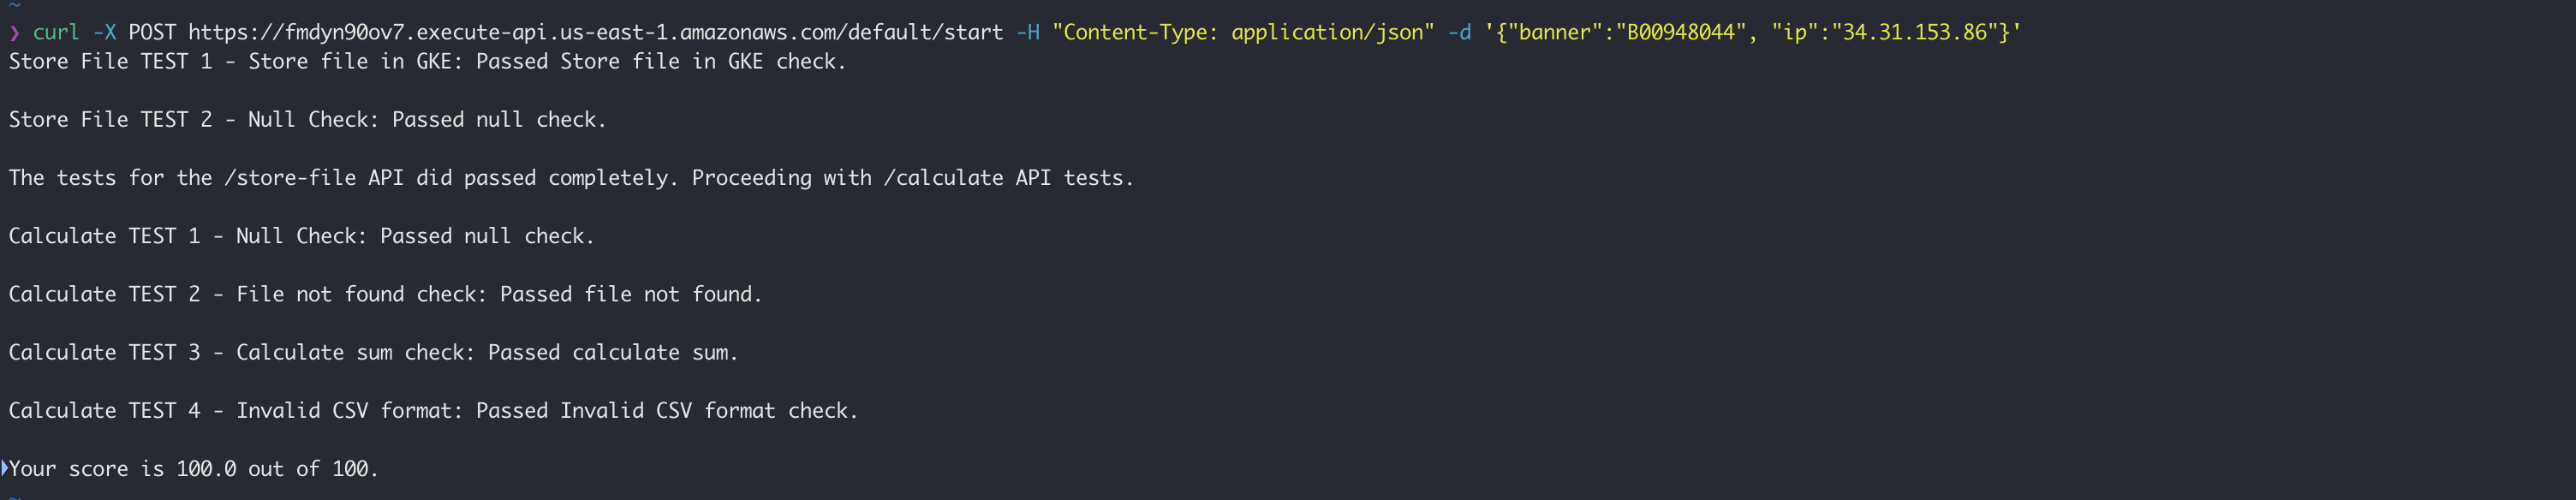 ~
❯ curl -X POST https://fmdyn90ov7.execute-api.us-east-1.amazonaws.com/default/start -H "Content-Type: application/json" -d '{"banner":"B00948044", "ip":"34.31.153.86"}'
Store File TEST 1 - Store file in GKE: Passed Store file in GKE check.
Store File TEST 2 - Null Check: Passed null check.
The tests for the /store-file API did passed completely. Proceeding with /calculate API tests.
Calculate TEST 1 - Null Check: Passed null check.
Calculate TEST 2 - File not found check: Passed file not found.
Calculate TEST 3 - Calculate sum check: Passed calculate sum.
Calculate TEST 4 - Invalid CSV format: Passed Invalid CSV format check.
Your score is 100.0 out of 100.
~